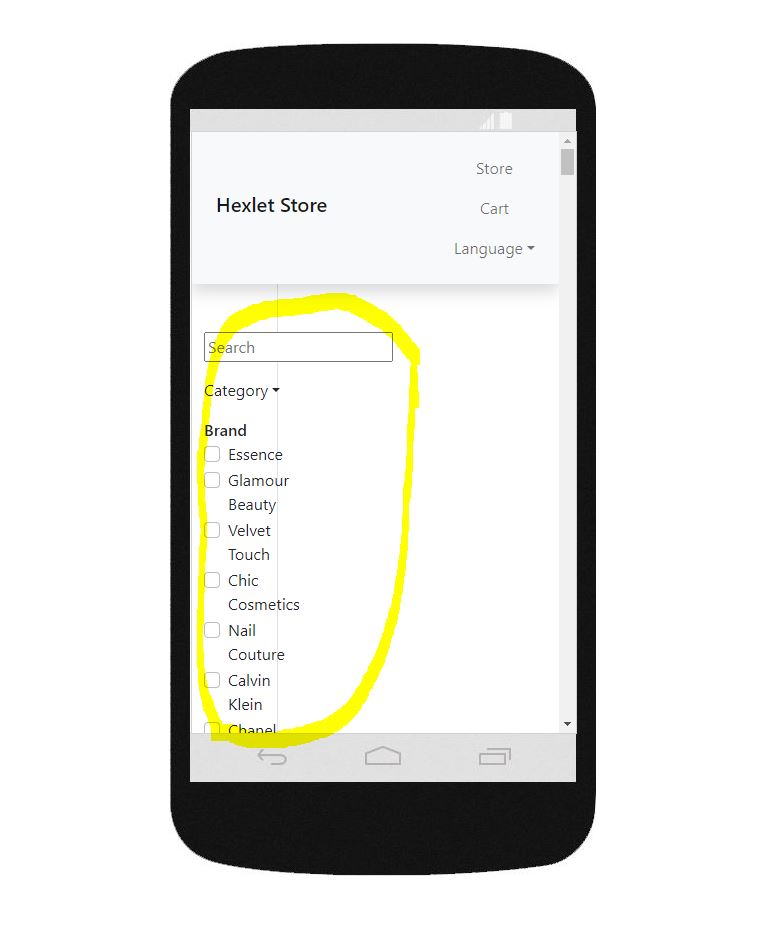 Store
Hexlet Store
Cart
Language
Search
Category
Brand
Essence
Glamour
Beauty
Velvet
Touch
Chic
Cosmetics
Nail
Couture
Calvin
Klein
Chanel